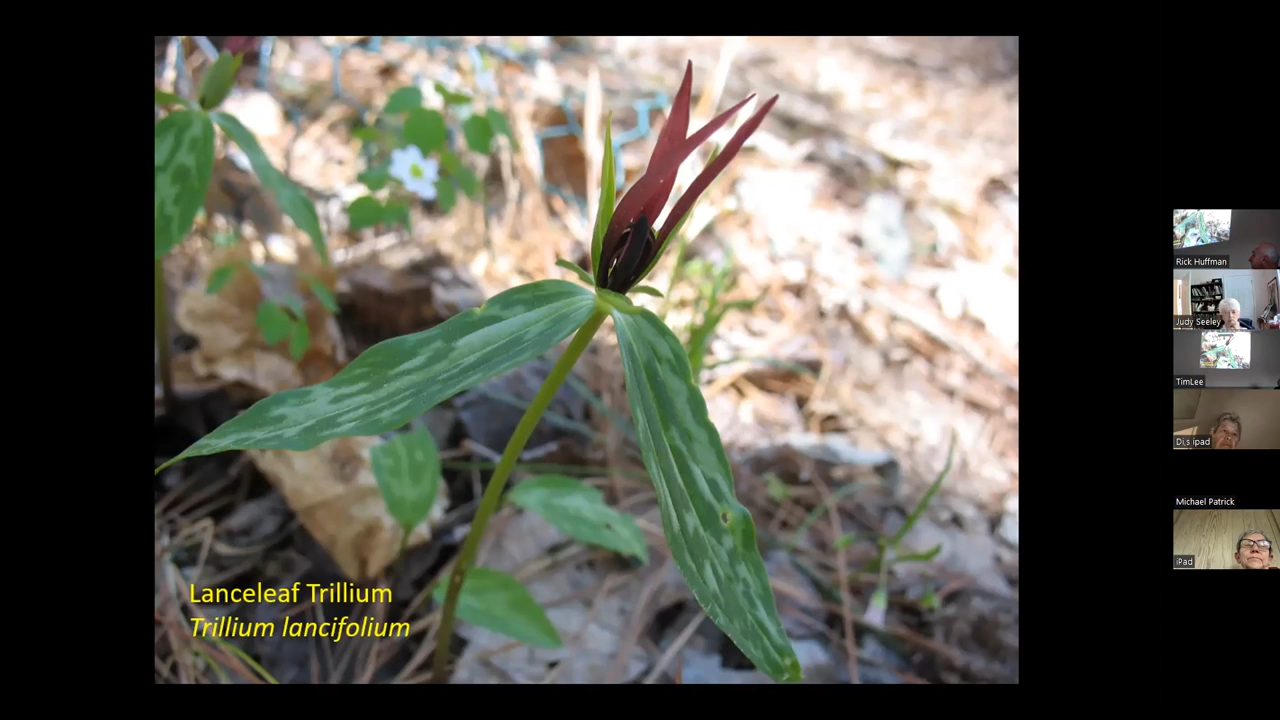 Lanceleaf Trillium
Trillium lancifolium
Rick Huffman
Judy Seeley
TimLee
Di,s ipad
Michael Patrick
iPad